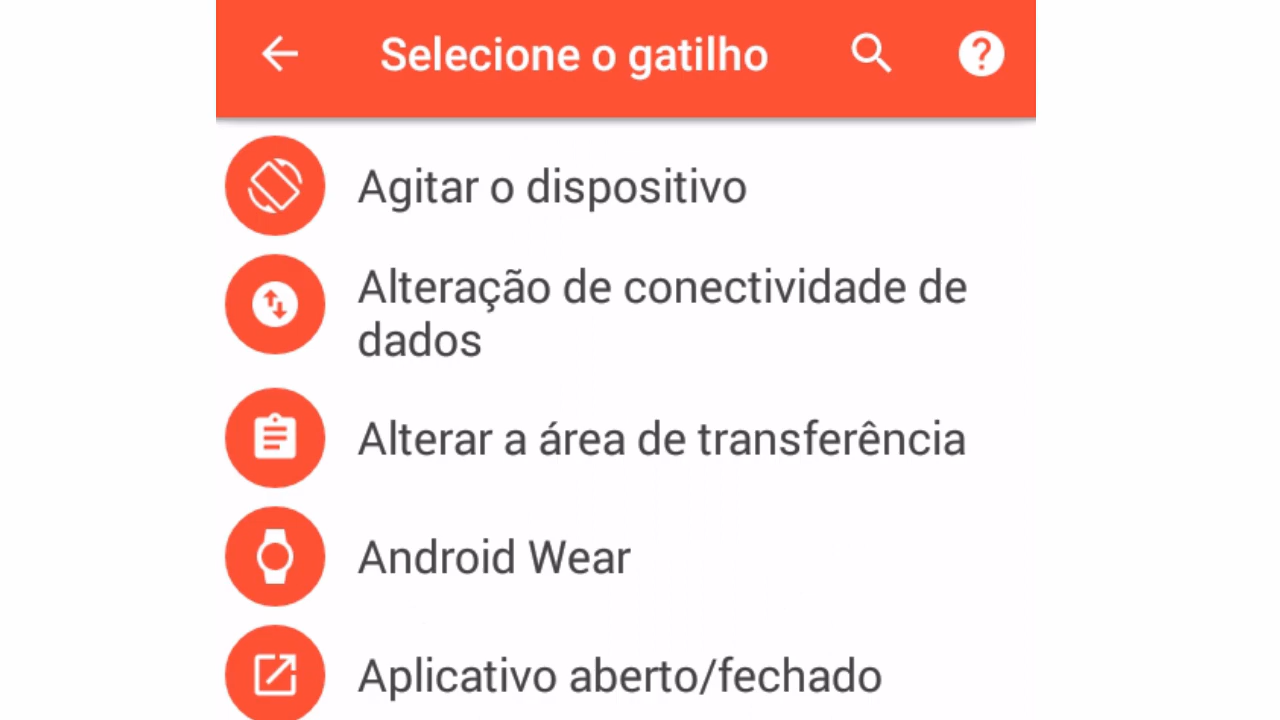 Selecione o gatilho
Agitar o dispositivo
Alteração de conectividade de
dados
Alterar a área de transferência
Android Wear
Aplicativo aberto/fechado